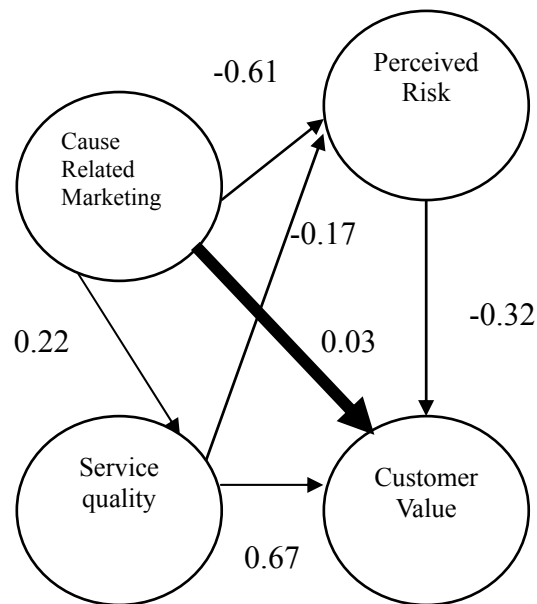 -0.61
Perceived
Risk
Cause
Related
Marketing
-0.17
0.22
0.03
-0.32
Service
quality
Customer
Value
0.67